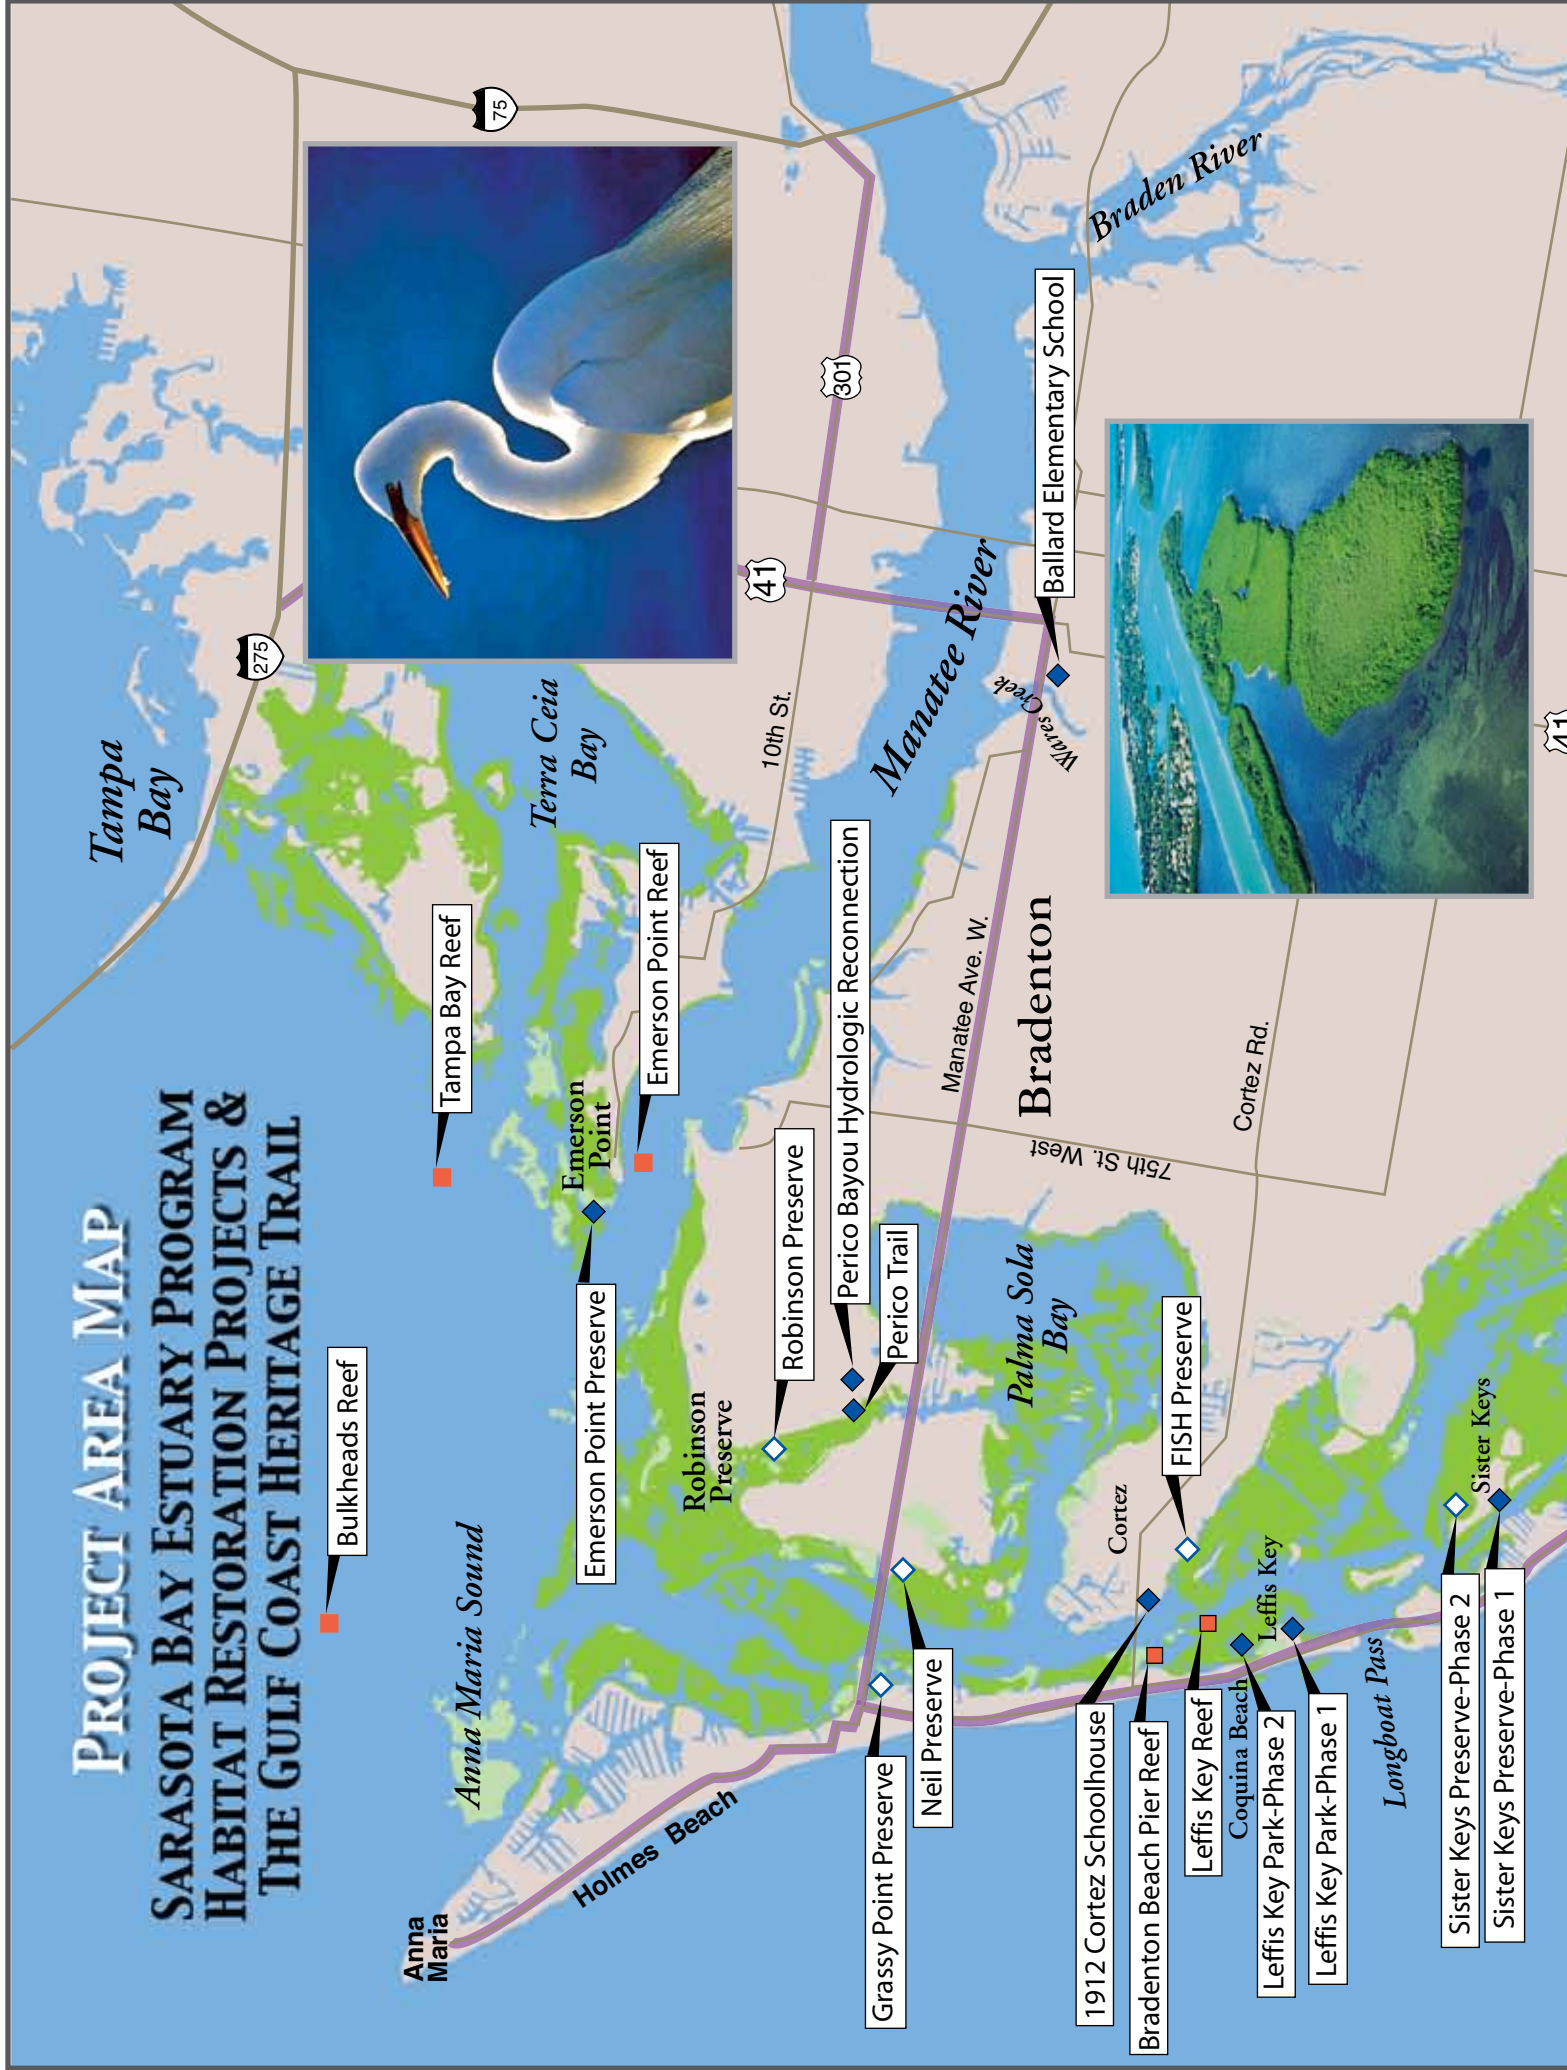 PROJECT AREA MAP
SARASOTA BAY ESTUARY PROGRAM
HABITAT RESTORATION PROJECTS &
THE GULF COAST HERITAGE TRAIL
Bulkheads Reef
Tampa Bay Reef
Tampa
Bay
275
75
Anna
Maria
Anna Maria Sound
Holmes Beach
Emerson Point Preserve
Emerson
Point
Emerson Point Reef
Terra Ceia
Bay
Robinson
Preserve
Robinson Preserve
10th St.
41
301
Perico Bayou Hydrologic Reconnection
Perico Trail
Manatee River
Grassy Point Preserve
Neil Preserve
Manatee Ave. W.
Wares Creek
Ballard Elementary School
Braden River
Palma Sola
Bay
75th St. West
Bradenton
1912 Cortez Schoolhouse
Cortez
Bradenton Beach Pier Reef
FISH Preserve
Leffis Key Reef
Coquina Beach
Leffis Key
Cortez Rd.
Leffis Key Park-Phase 2
Leffis Key Park-Phase 1
Longboat Pass
Sister Keys Preserve-Phase 2
Sister Keys
Sister Keys Preserve-Phase 1
41